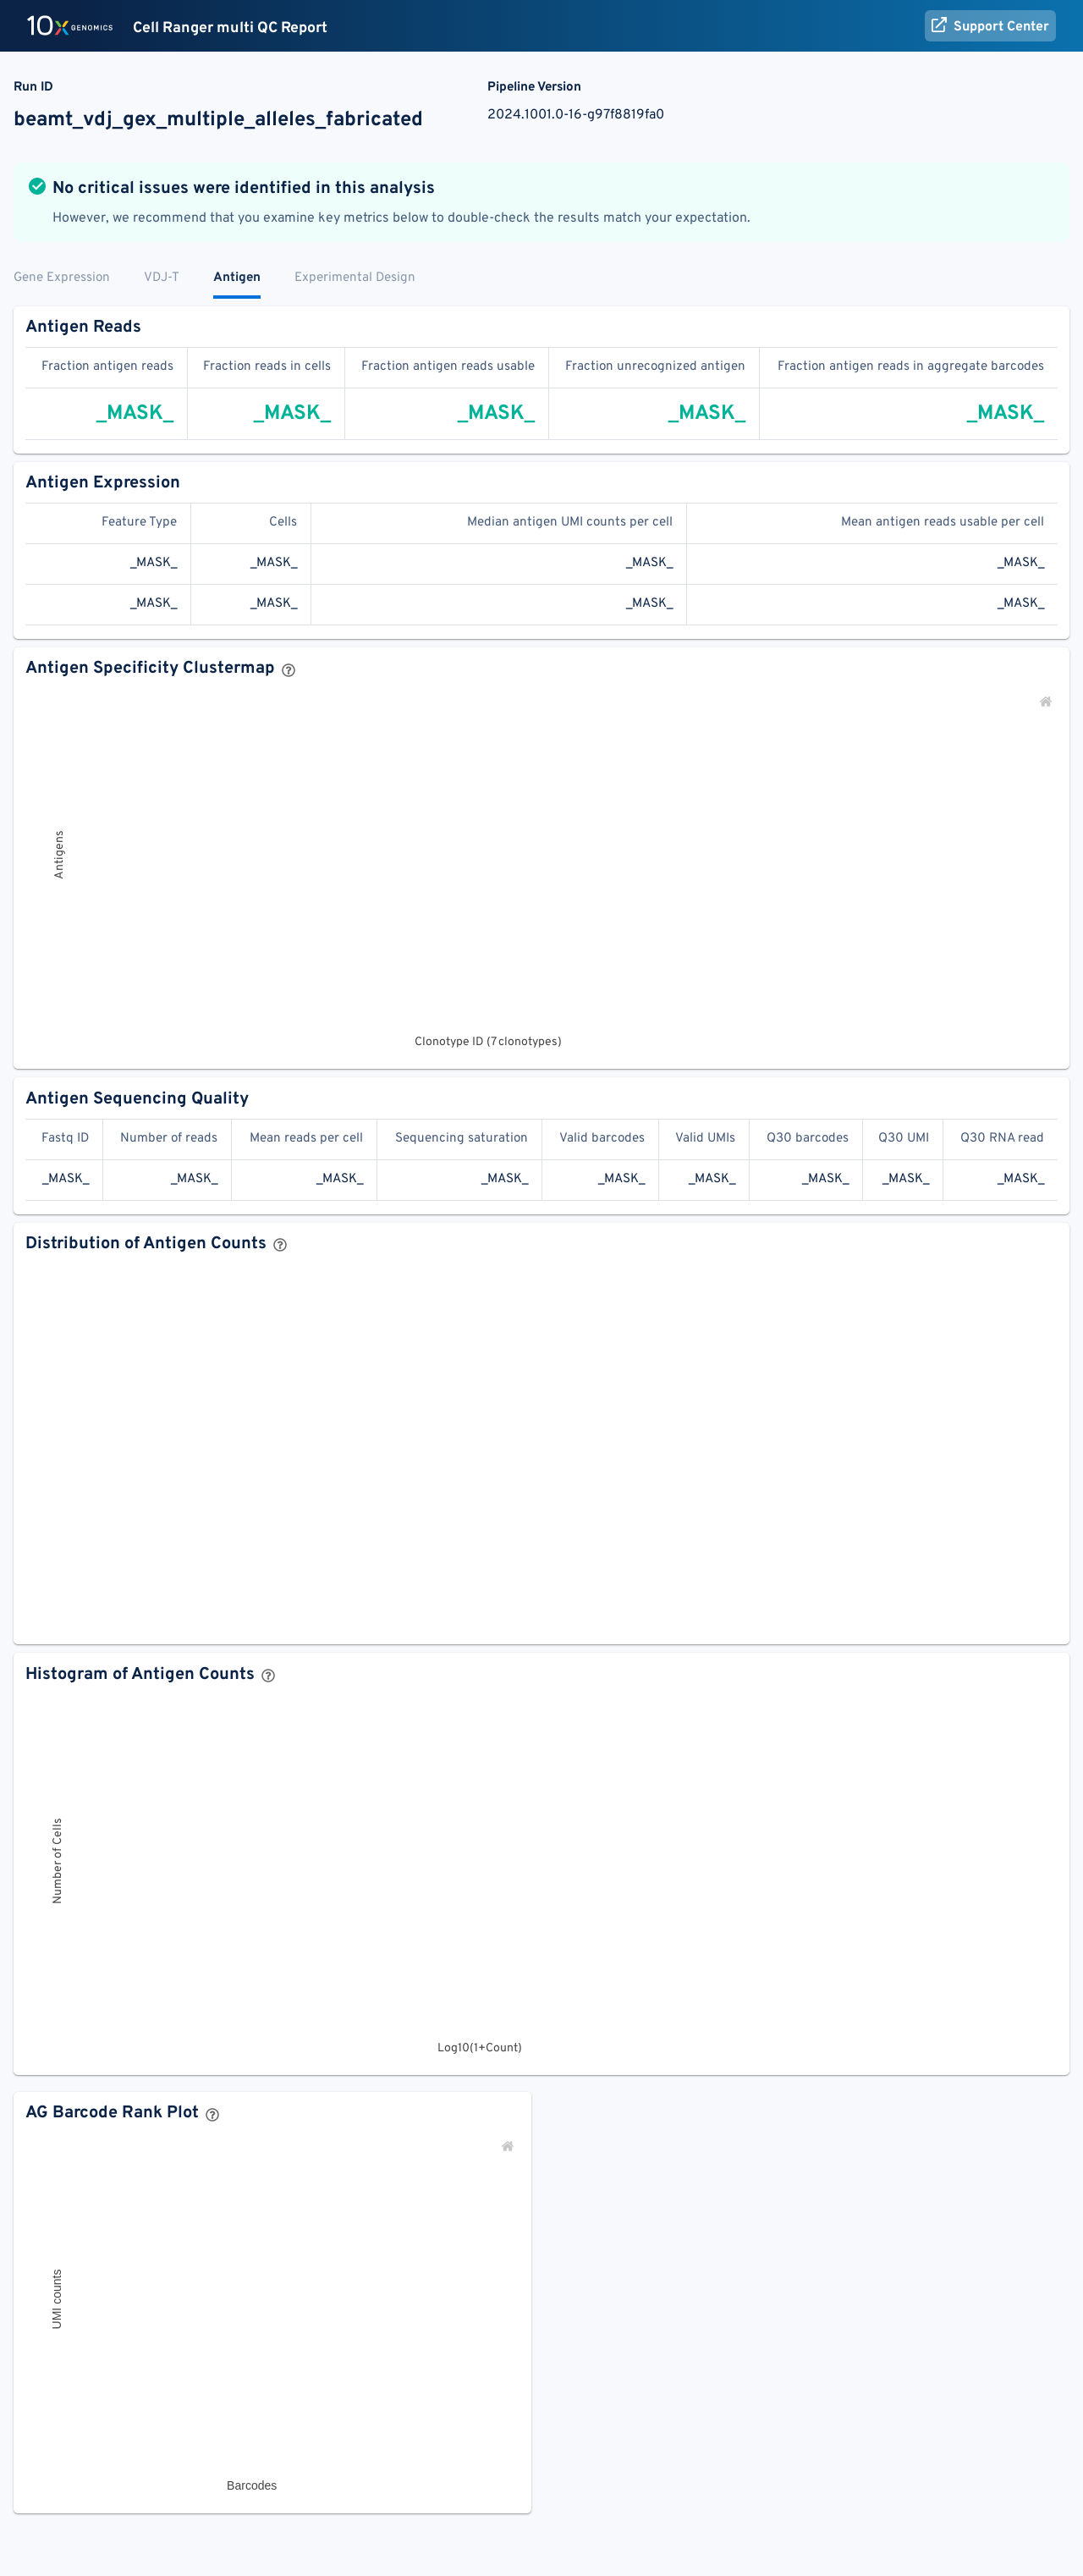 10x GENOMICS Cell Ranger multi QC Report Support Center
Run ID Pipeline Version
beamt_vdj_gex_multiple_alleles_fabricated 2024.1001.0-16-g97f8819fa0
No critical issues were identified in this analysis
However, we recommend that you examine key metrics below to double-check the results match your expectation.
Gene Expression VDJ-T Antigen Experimental Design
Antigen Reads
Fraction antigen reads Fraction reads in cells Fraction antigen reads usable Fraction unrecognized antigen Fraction antigen reads in aggregate barcodes
_MASK_ _MASK_ _MASK_ _MASK_ _MASK_
Antigen Expression
Feature Type Cells Median antigen UMI counts per cell Mean antigen reads usable per cell
_MASK_ _MASK_ _MASK_ _MASK_
_MASK_ _MASK_ _MASK_ _MASK_
Antigen Specificity Clustermap
Antigens
Clonotype ID (7 clonotypes)
Antigen Sequencing Quality
Fastq ID Number of reads Mean reads per cell Sequencing saturation Valid barcodes Valid UMIs Q30 barcodes Q30 UMI Q30 RNA read
_MASK_ _MASK_ _MASK_ _MASK_ _MASK_ _MASK_ _MASK_ _MASK_ _MASK_
Distribution of Antigen Counts
Histogram of Antigen Counts
Number of Cells
Log10(1+Count)
AG Barcode Rank Plot
UMI counts
Barcodes